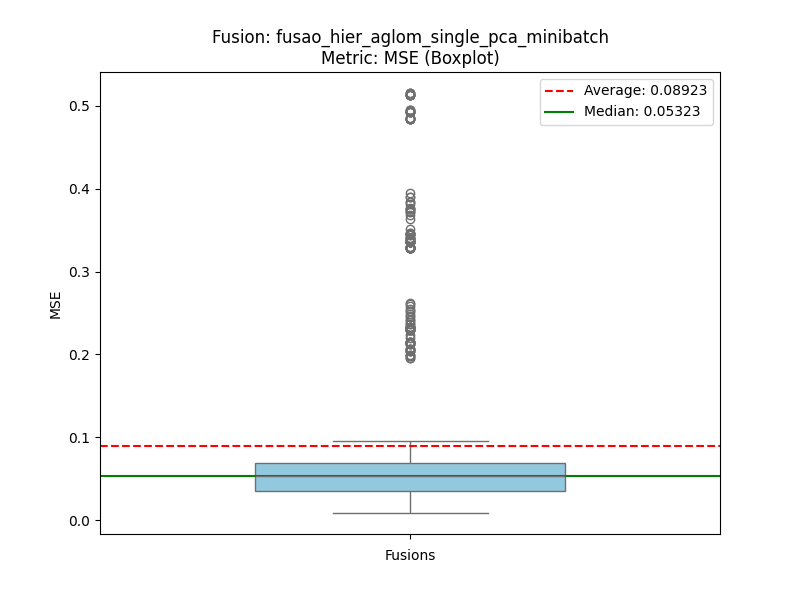 Fusion: fusao_hier_aglom_single_pca_minibatch
Metric: MSE (Boxplot)
Average: 0.08923
Median: 0.05323
0.5
0.4
0.3
0.2
0.1
0.0
MSE
Fusions